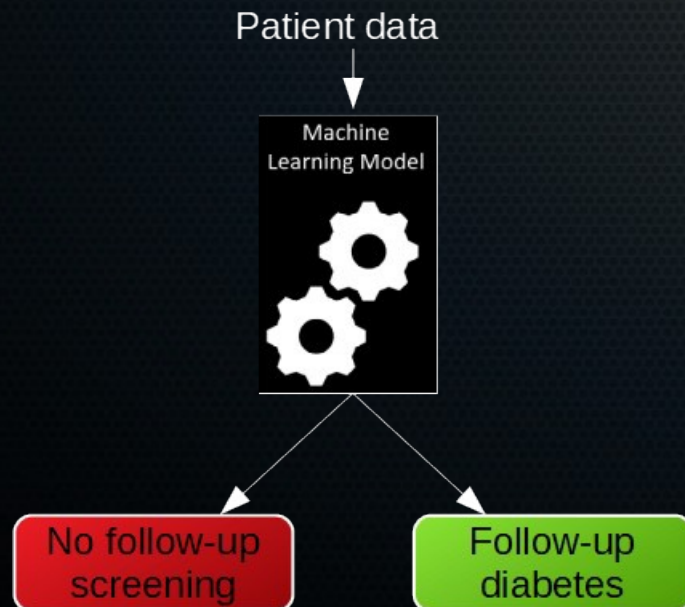 Patient data
Machine
Learning Model
No follow-up
screening
Follow-up
diabetes